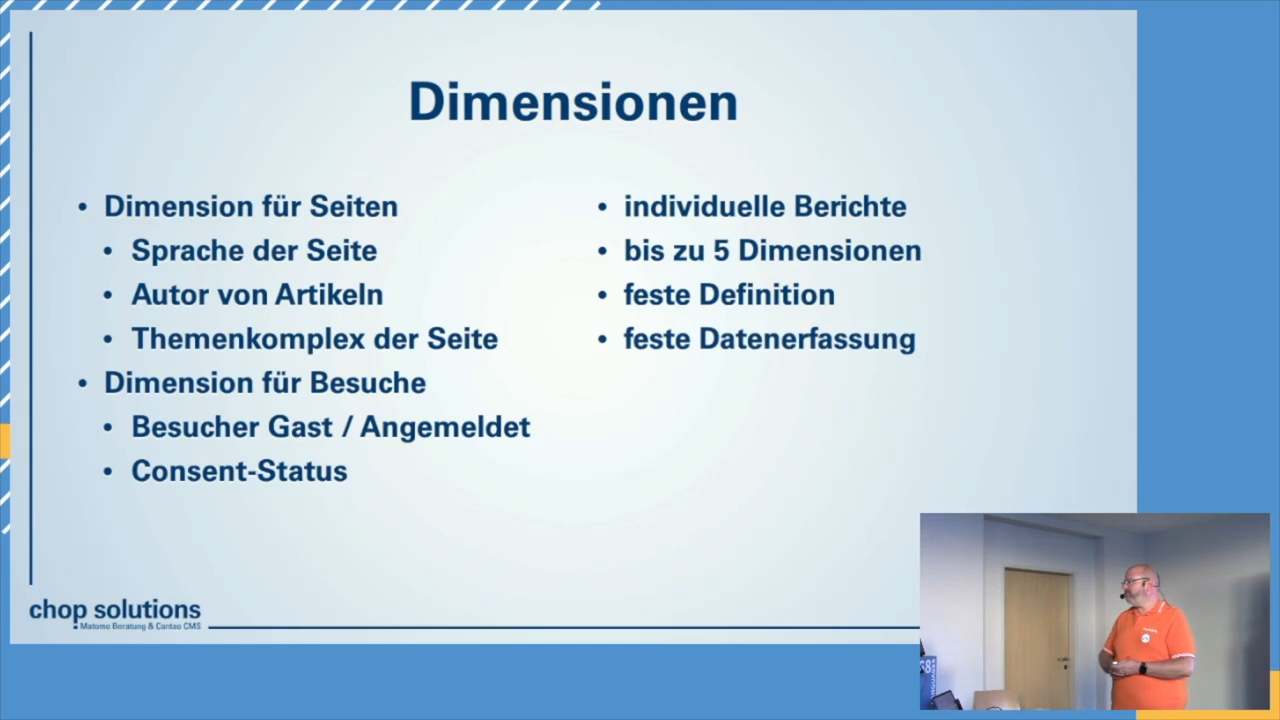 Dimensionen
• Dimension für Seiten
• Sprache der Seite
• Autor von Artikeln
• Themenkomplex der Seite
• Dimension für Besuche
• Besucher Gast / Angemeldet
• Consent-Status
• individuelle Berichte
• bis zu 5 Dimensionen
• feste Definition
• feste Datenerfassung
chop solutions
Matomo Beratung & Contao CMS